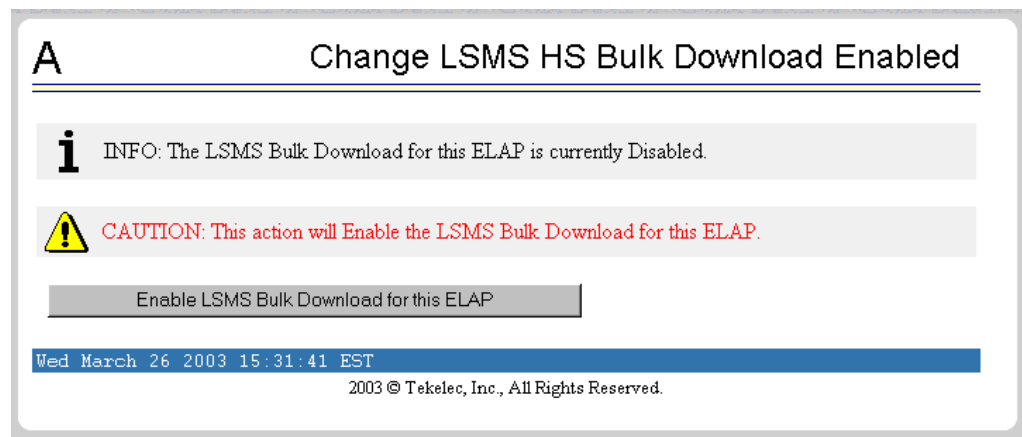 A
Change LSMS HS Bulk Download Enabled
i INFO: The LSMS Bulk Download for this ELAP is currently Disabled.
! CAUTION: This action will Enable the LSMS Bulk Download for this ELAP.
Enable LSMS Bulk Download for this ELAP
Wed March 26 2003 15:31:41 EST
2003 © Tekelec, Inc., All Rights Reserved.